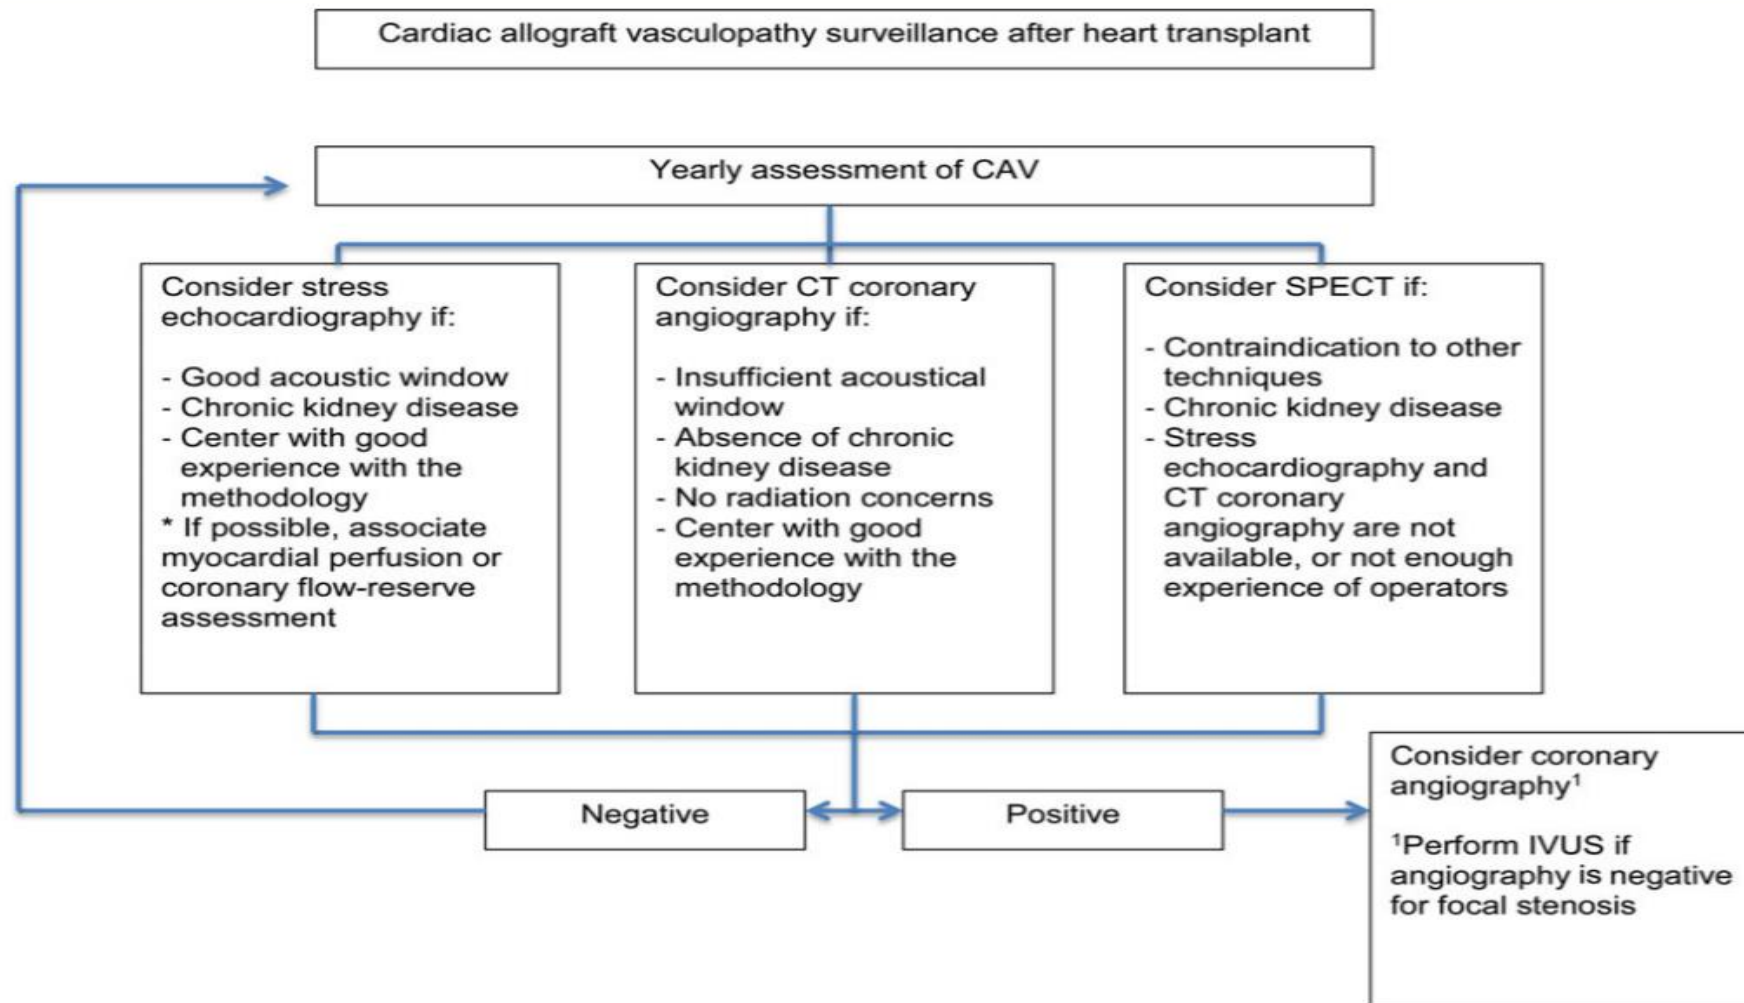 Cardiac allograft vasculopathy surveillance after heart transplant
Yearly assessment of CAV
Consider stress
echocardiography if:
- Good acoustic window
- Chronic kidney disease
- Center with good
experience with the
methodology
* If possible, associate
myocardial perfusion or
coronary flow-reserve
assessment
Consider CT coronary
angiography if:
- Insufficient acoustical
window
- Absence of chronic
kidney disease
- No radiation concerns
- Center with good
experience with the
methodology
Consider SPECT if:
- Contraindication to other
techniques
- Chronic kidney disease
- Stress
echocardiography and
CT coronary
angiography are not
available, or not enough
experience of operators
Negative
Positive
Consider coronary
angiography¹
¹Perform IVUS if
angiography is negative
for focal stenosis